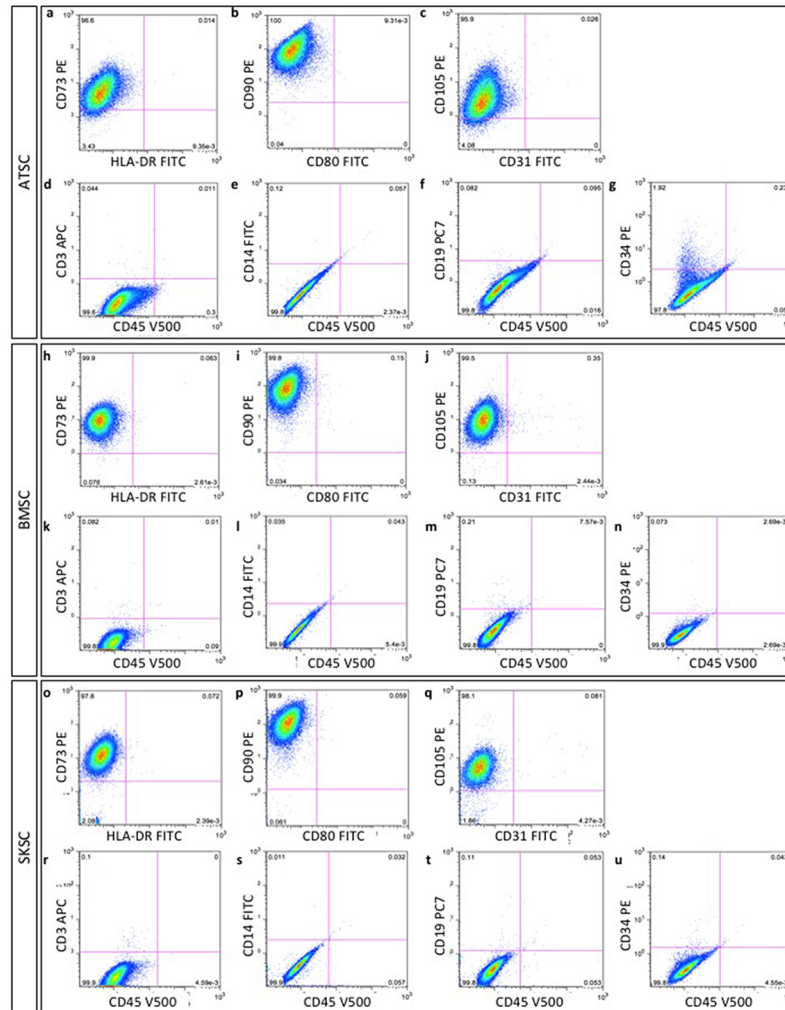 ATSC
a
96.6 0.014
CD73 PE
3.43 9.35e-3
HLA-DR FITC
b
100 9.31e-3
CD90 PE
0.04 0
CD80 FITC
c
95.9 0.026
CD105 PE
4.08 0
CD31 FITC
d
0.044 0.011
CD3 APC
99.6 0.3
CD45 V500
e
0.12 0.057
CD14 FITC
99.8 2.37e-3
CD45 V500
f
0.082 0.095
CD19 PC7
99.8 0.016
CD45 V500
g
1.92
CD34 PE
97.8
CD45 V500
BMSC
h
99.9 0.063
CD73 PE
0.076 2.61e-3
HLA-DR FITC
i
99.8 0.15
CD90 PE
0.034 0
CD80 FITC
j
99.5 0.35
CD105 PE
0.13 2.44e-3
CD31 FITC
k
0.082 0.01
CD3 APC
99.8 0.09
CD45 V500
l
0.035 0.043
CD14 FITC
99.9 5.4e-3
CD45 V500
m
0.21 7.57e-3
CD19 PC7
99.8 0
CD45 V500
n
0.073 2.69e-3
CD34 PE
99.9 2.69e-3
CD45 V500
SKSC
o
97.8 0.072
CD73 PE
2.08 2.39e-3
HLA-DR FITC
p
99.9 0.059
CD90 PE
0.081 0
CD80 FITC
q
98.1 0.081
CD105 PE
1.86 4.27e-3
CD31 FITC
r
0.1 0
CD3 APC
99.9 4.59e-3
CD45 V500
s
0.011 0.032
CD14 FITC
99.9 0.057
CD45 V500
t
0.11 0.053
CD19 PC7
99.8 0.053
CD45 V500
u
0.14
CD34 PE
99.8 4.55e-3
CD45 V500